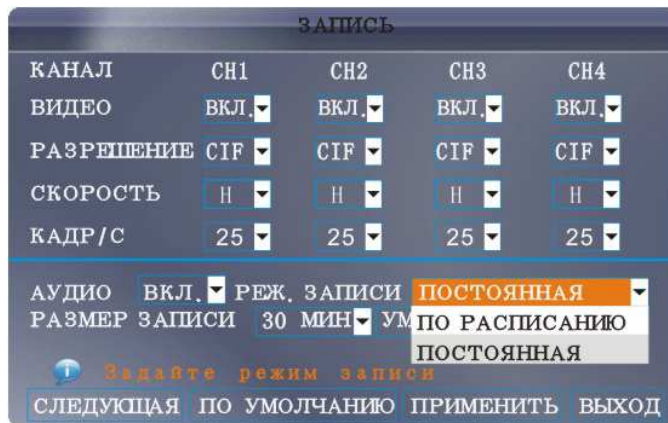 ЗАПИСЬ
КАНАЛ CH1 CH2 CH3 CH4
ВИДЕО ВКЛ. ВКЛ. ВКЛ. ВКЛ.
РАЗРЕШЕНИЕ CIF CIF CIF CIF
СКОРОСТЬ H H H H
КАДР/С 25 25 25 25
АУДИО ВКЛ. РЕЖ. ЗАПИСИ ПОСТОЯННАЯ
РАЗМЕР ЗАПИСИ 30 МИН ПО РАСПИСАНИЮ
ПОСТОЯННАЯ
Задайте режим записи
СЛЕДУЮЩАЯ ПО УМОЛЧАНИЮ ПРИМЕНИТЬ ВЫХОД